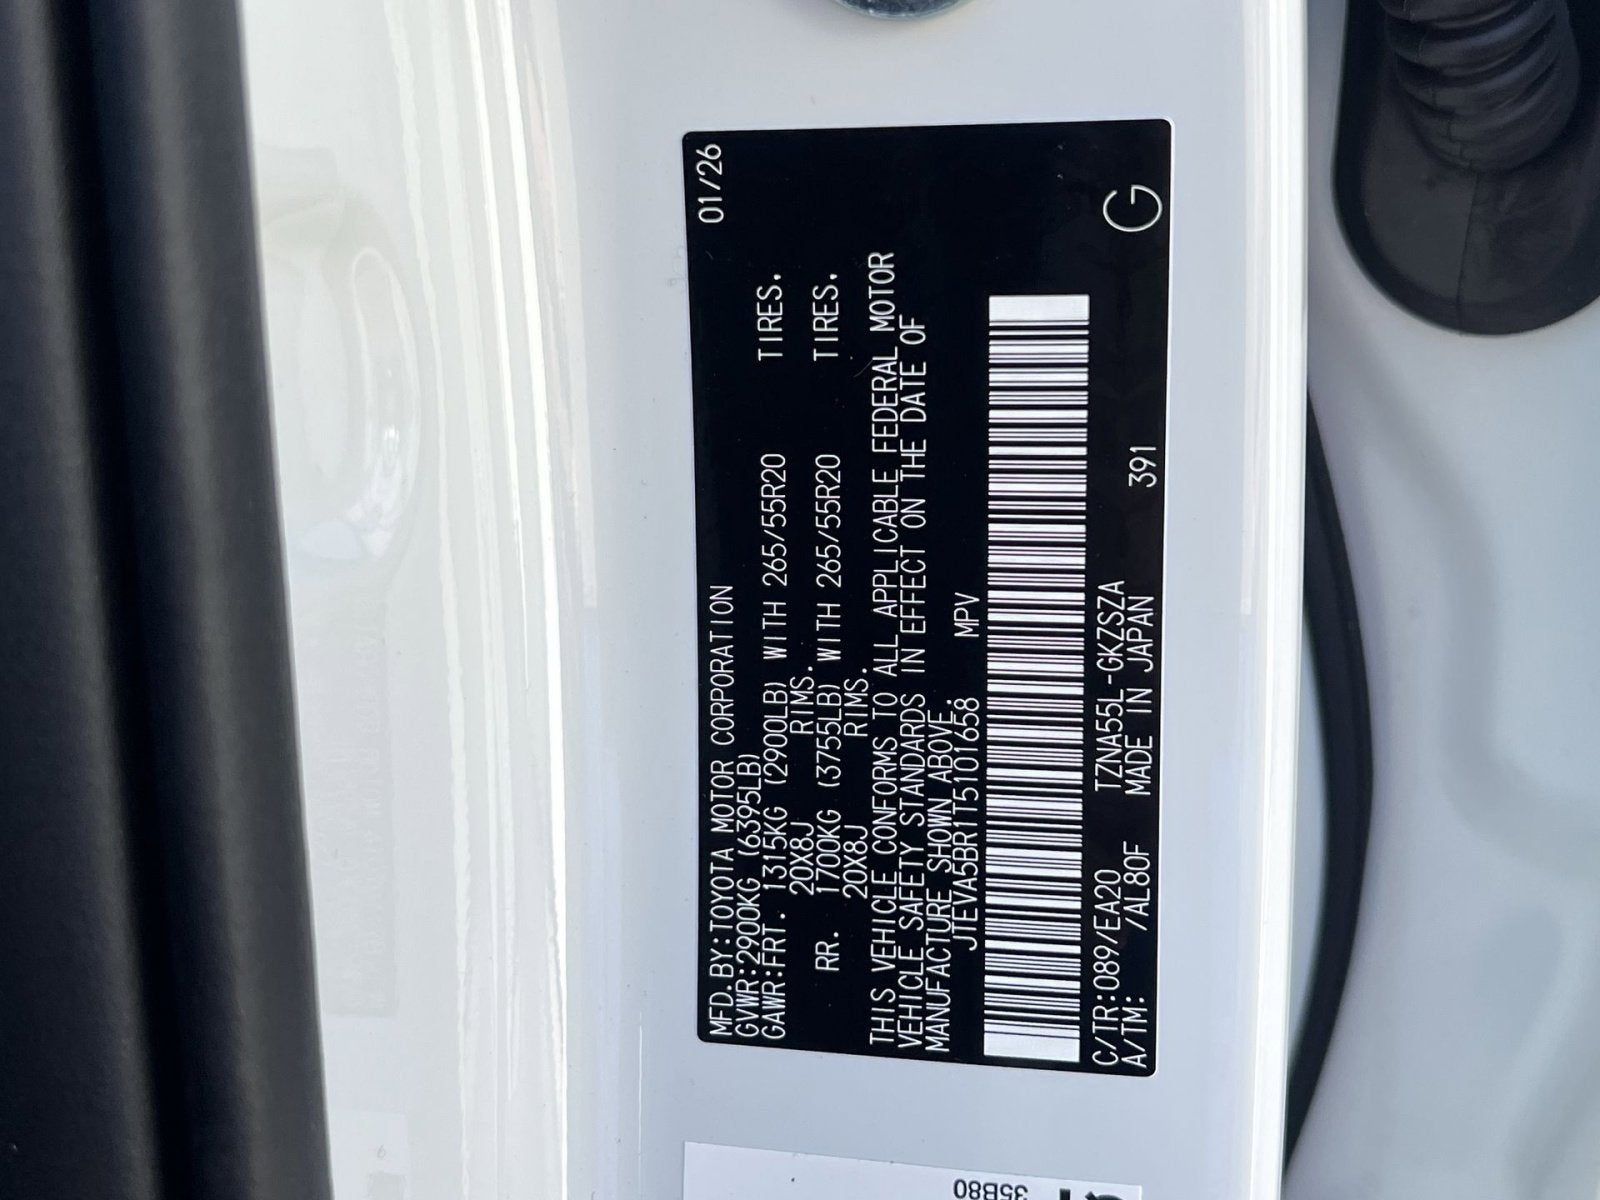 MFD.BY:TOYOTA MOTOR CORPORATION 01/26
GVWR:2900KG (6395LB)
GAWR:FRT. 1315KG (2900LB) WITH 265/55R20 TIRES.
20X8J RIMS.
RR. 1700KG (3755LB) WITH 265/55R20 TIRES.
20X8J RIMS.
THIS VEHICLE CONFORMS TO ALL APPLICABLE FEDERAL MOTOR
VEHICLE SAFETY STANDARDS IN EFFECT ON THE DATE OF
MANUFACTURE SHOWN ABOVE.
JTEVA5BR1T5101658 MPV
C/TR:089/EA20 TZNA55L-GKZSZA
A/TM: /AL80F MADE IN JAPAN 391
G
35B80